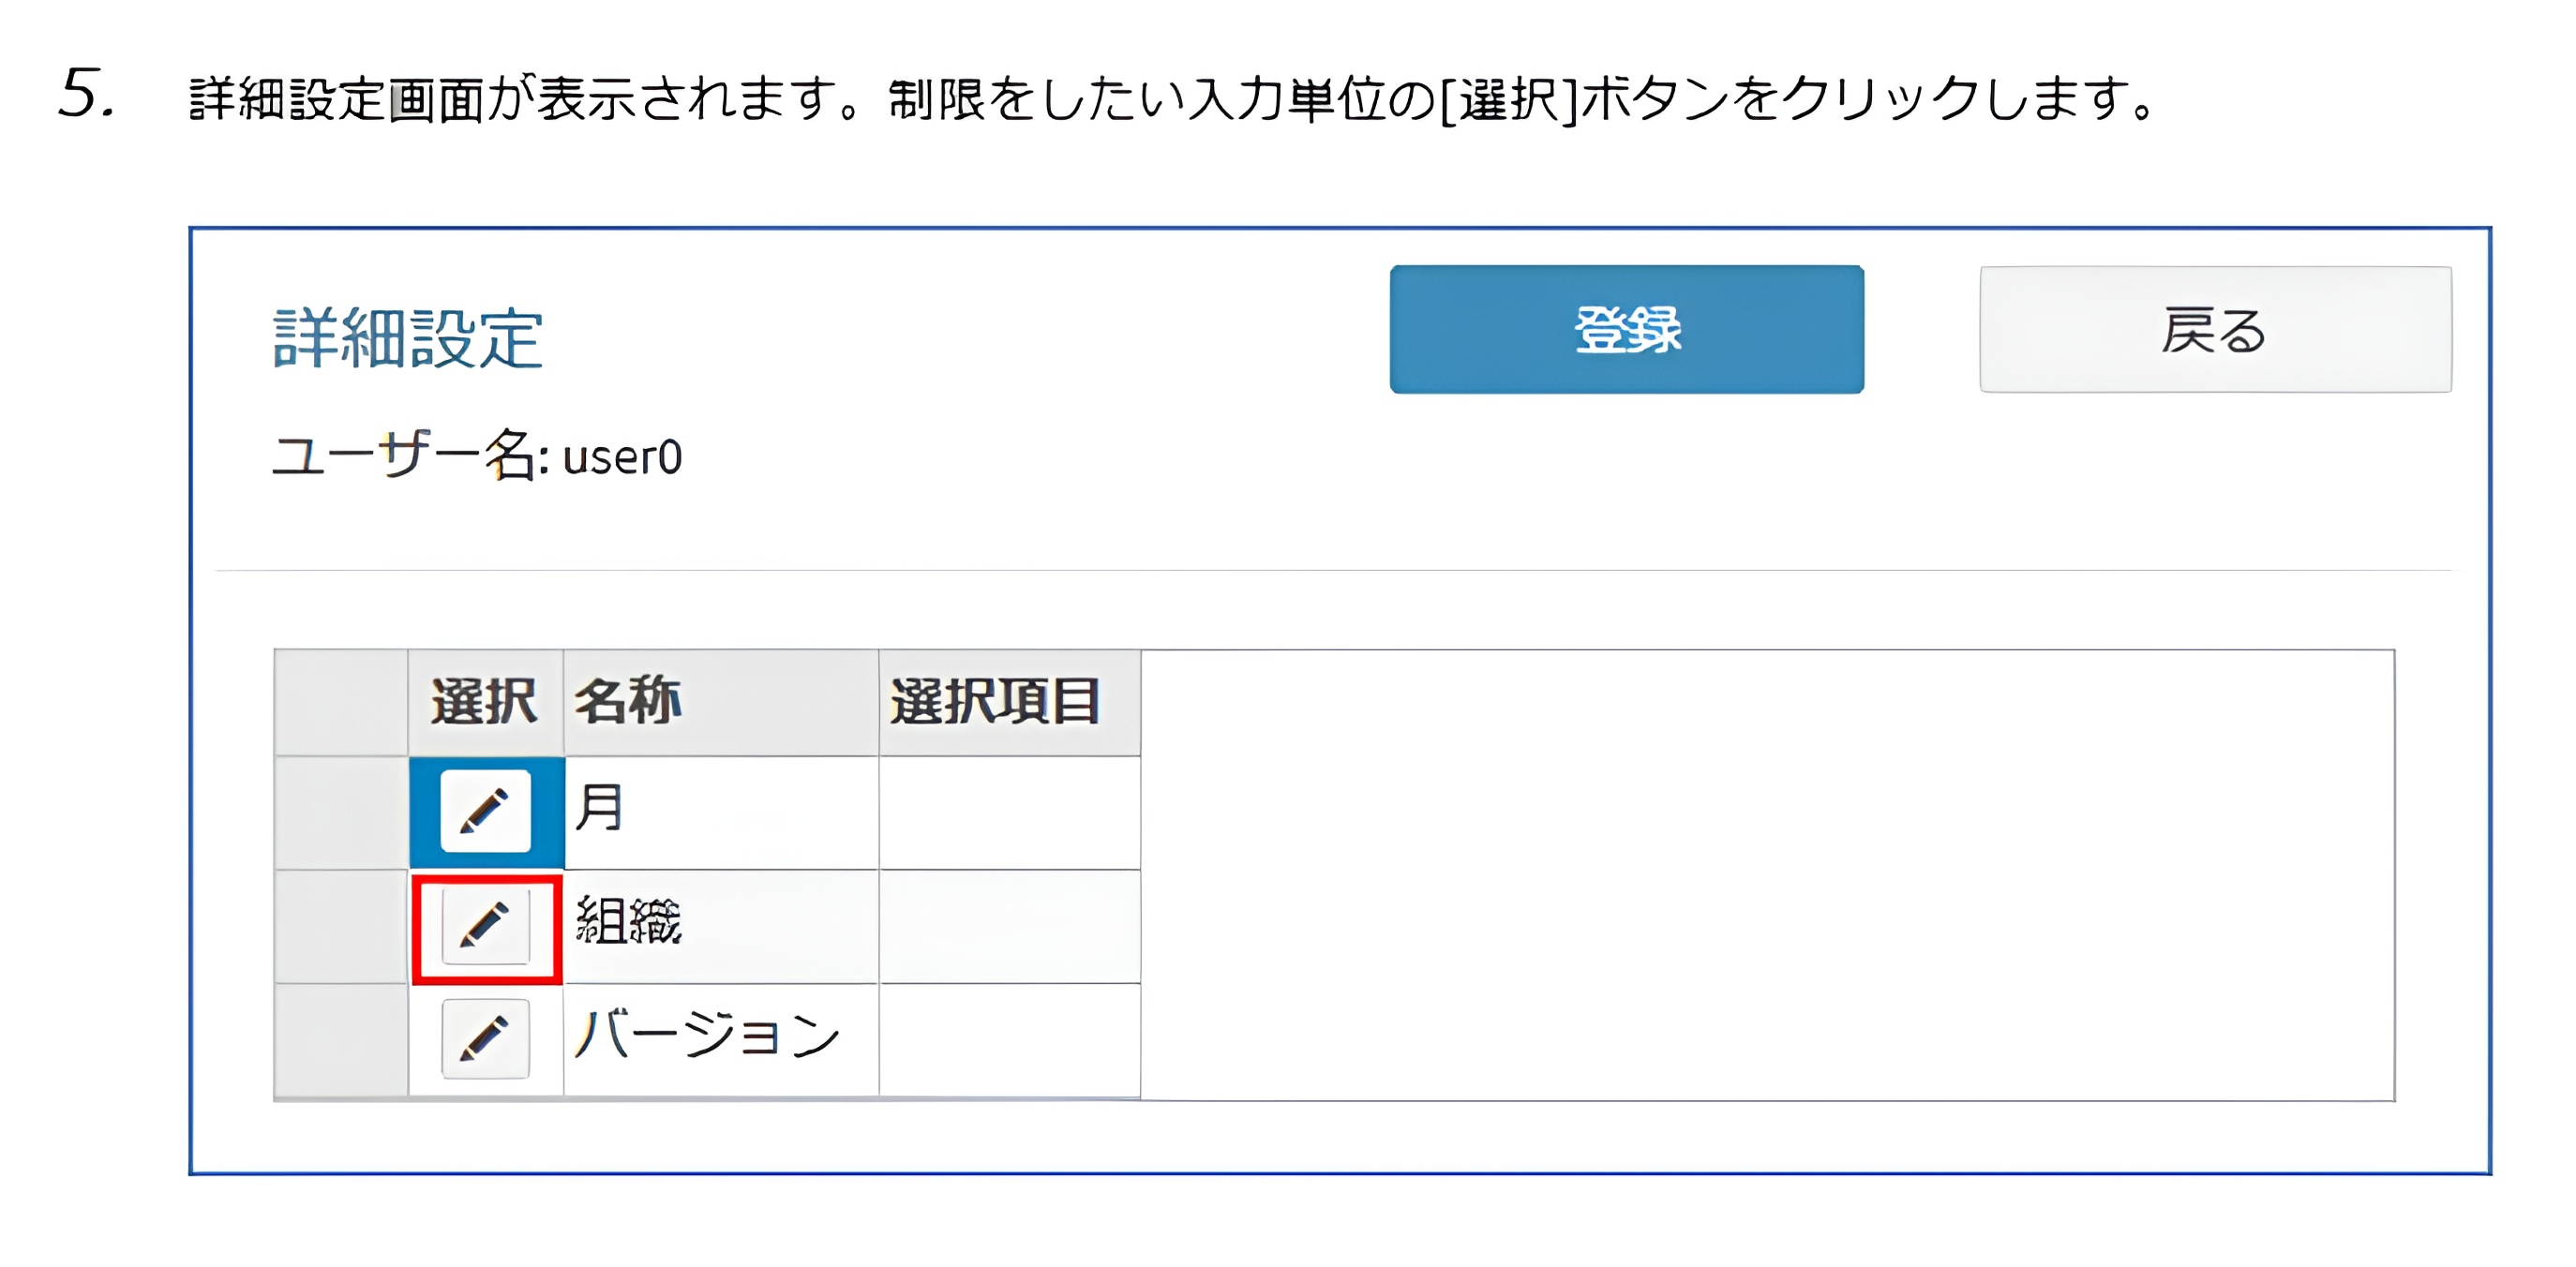 5. 詳細設定画面が表示されます。制限をしたい入力単位の[選択]ボタンをクリックします。
詳細設定 登録 戻る
ユーザー名: user0
選択 名称 選択項目
月
組織
バージョン